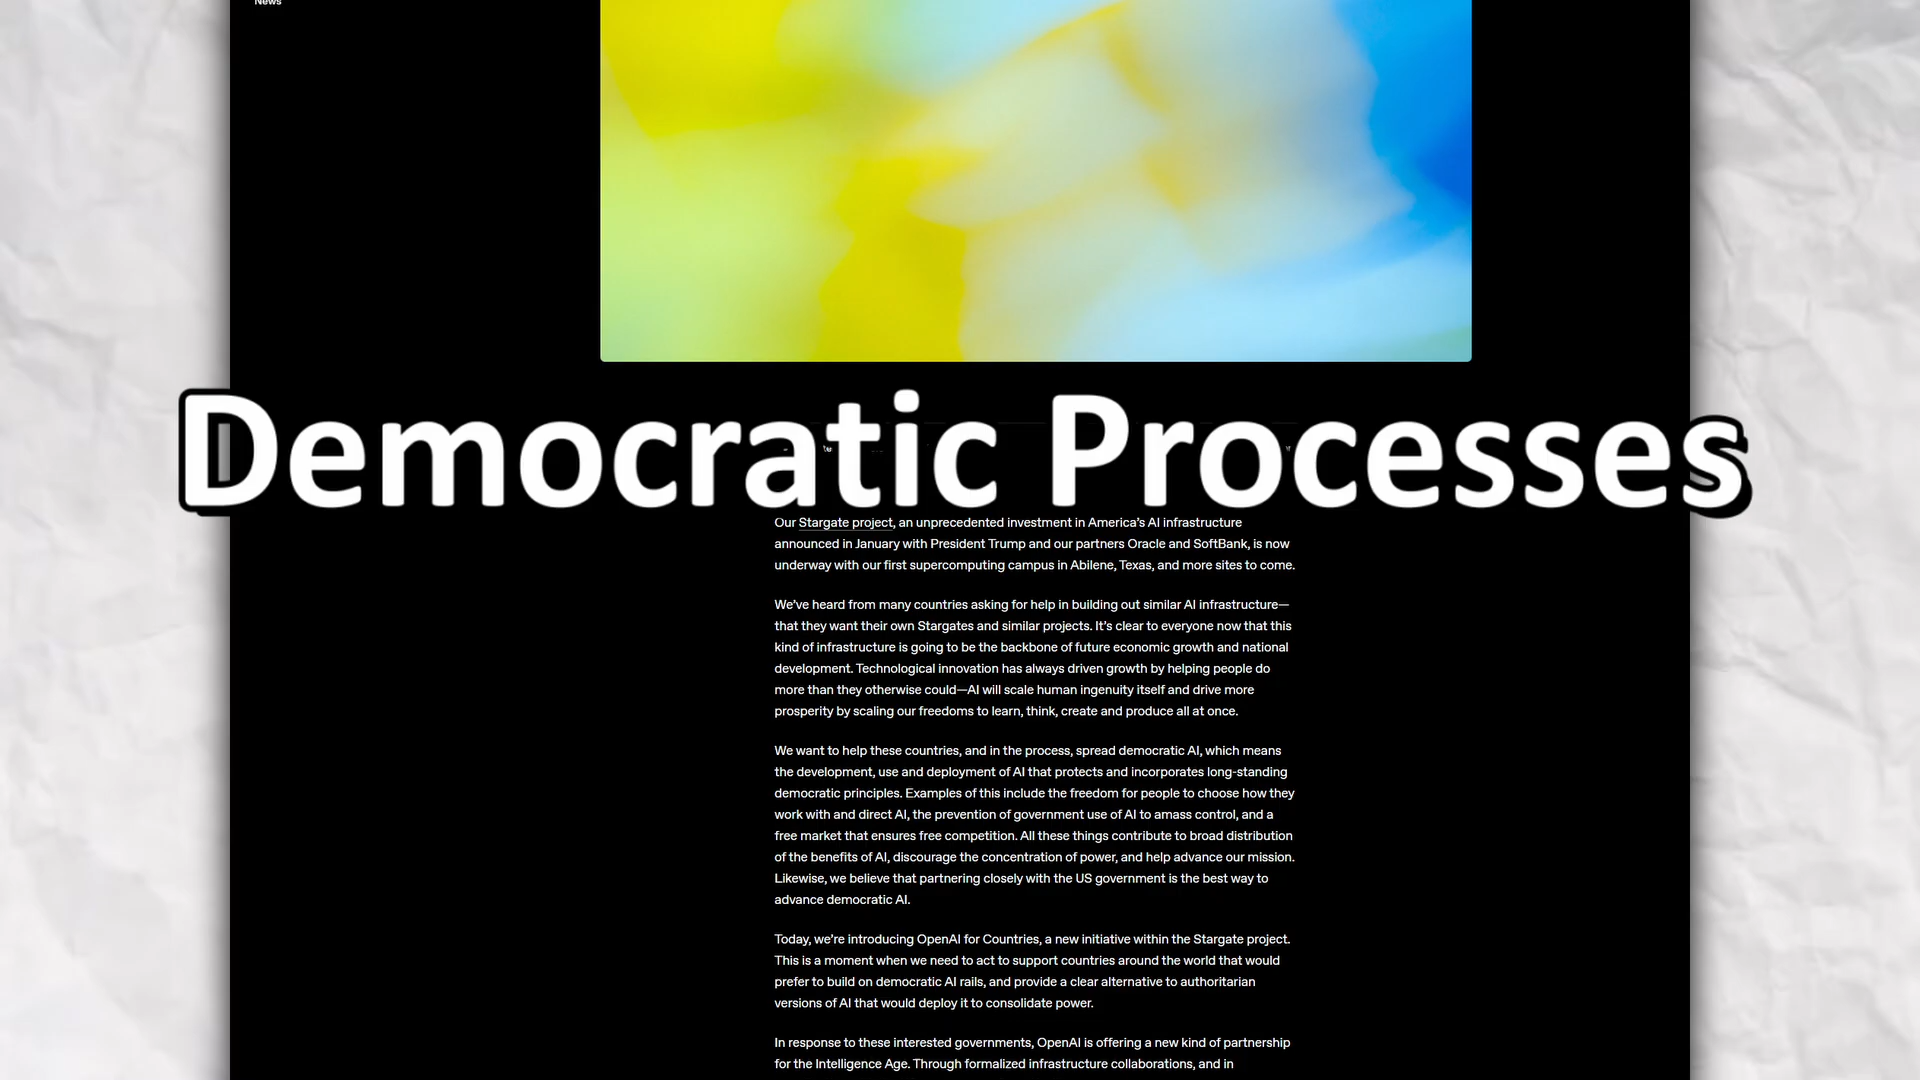 News
Democratic Processes
Our Stargate project, an unprecedented investment in America’s AI infrastructure
announced in January with President Trump and our partners Oracle and SoftBank, is now
underway with our first supercomputing campus in Abilene, Texas, and more sites to come.
We’ve heard from many countries asking for help in building out similar AI infrastructure—
that they want their own Stargates and similar projects. It’s clear to everyone now that this
kind of infrastructure is going to be the backbone of future economic growth and national
development. Technological innovation has always driven growth by helping people do
more than they otherwise could—AI will scale human ingenuity itself and drive more
prosperity by scaling our freedoms to learn, think, create and produce all at once.
We want to help these countries, and in the process, spread democratic AI, which means
the development, use and deployment of AI that protects and incorporates long-standing
democratic principles. Examples of this include the freedom for people to choose how they
work with and direct AI, the prevention of government use of AI to amass control, and a
free market that ensures free competition. All these things contribute to broad distribution
of the benefits of AI, discourage the concentration of power, and help advance our mission.
Likewise, we believe that partnering closely with the US government is the best way to
advance democratic AI.
Today, we’re introducing OpenAI for Countries, a new initiative within the Stargate project.
This is a moment when we need to act to support countries around the world that would
prefer to build on democratic AI rails, and provide a clear alternative to authoritarian
versions of AI that would deploy it to consolidate power.
In response to these interested governments, OpenAI is offering a new kind of partnership
for the Intelligence Age. Through formalized infrastructure collaborations, and in